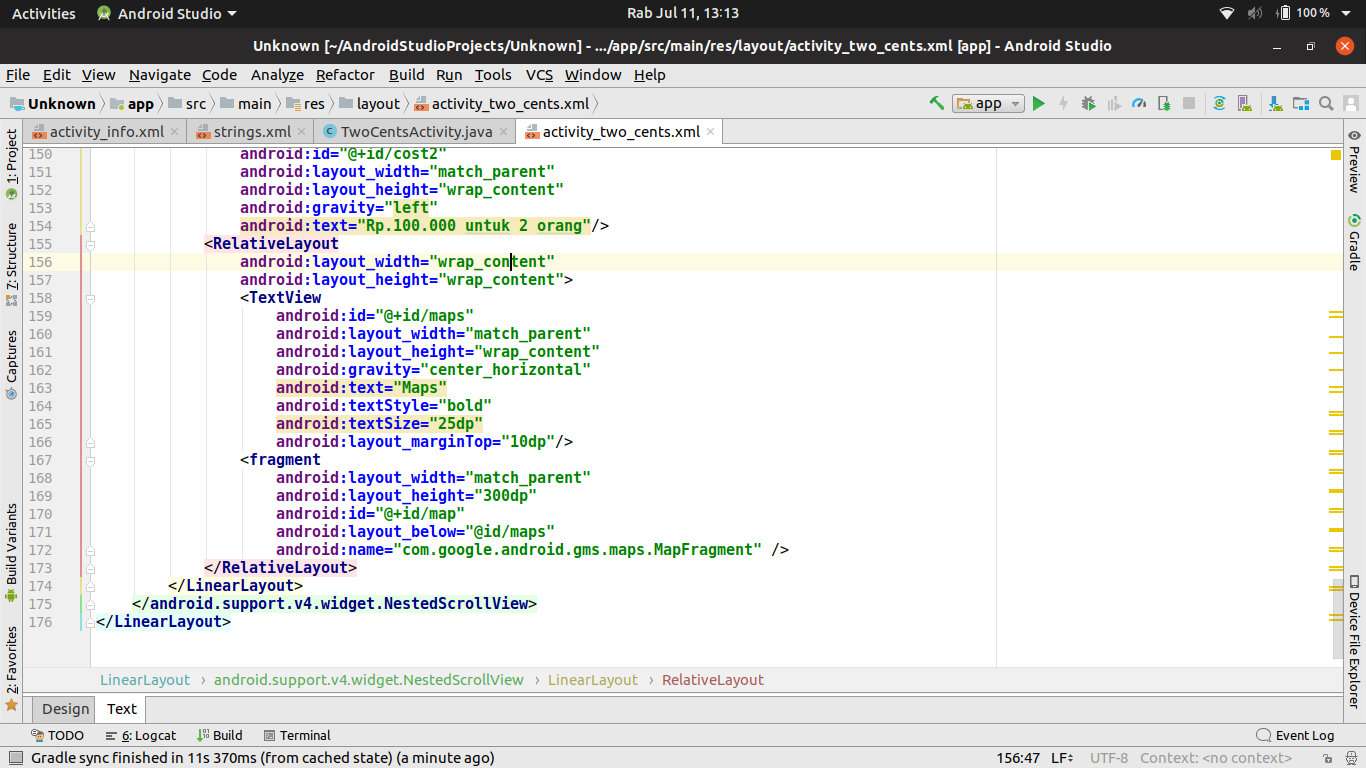 Activities Android Studio Rab Jul 11, 13:13 100 %
Unknown [~/AndroidStudioProjects/Unknown] - .../app/src/main/res/layout/activity_two_cents.xml [app] - Android Studio
File Edit View Navigate Code Analyze Refactor Build Run Tools VCS Window Help
Unknown app src main res layout activity_two_cents.xml app
activity_info.xml strings.xml TwoCentsActivity.java activity_two_cents.xml
1: Project
7: Structure
Captures
Build Variants
2: Favorites
150 android:id="@+id/cost2"
151 android:layout_width="match_parent"
152 android:layout_height="wrap_content"
153 android:gravity="left"
154 android:text="Rp.100.000 untuk 2 orang"/>
155 <RelativeLayout
156 android:layout_width="wrap_content"
157 android:layout_height="wrap_content">
158 <TextView
159 android:id="@+id/maps"
160 android:layout_width="match_parent"
161 android:layout_height="wrap_content"
162 android:gravity="center_horizontal"
163 android:text="Maps"
164 android:textStyle="bold"
165 android:textSize="25dp"
166 android:layout_marginTop="10dp"/>
167 <fragment
168 android:layout_width="match_parent"
169 android:layout_height="300dp"
170 android:id="@+id/map"
171 android:layout_below="@id/maps"
172 android:name="com.google.android.gms.maps.MapFragment" />
173 </RelativeLayout>
174 </LinearLayout>
175 </android.support.v4.widget.NestedScrollView>
176 </LinearLayout>
Preview
Gradle
Device File Explorer
LinearLayout › android.support.v4.widget.NestedScrollView › LinearLayout › RelativeLayout
Design Text
TODO 6: Logcat Build Terminal Event Log
Gradle sync finished in 11s 370ms (from cached state) (a minute ago) 156:47 LF UTF-8 Context: <no context>